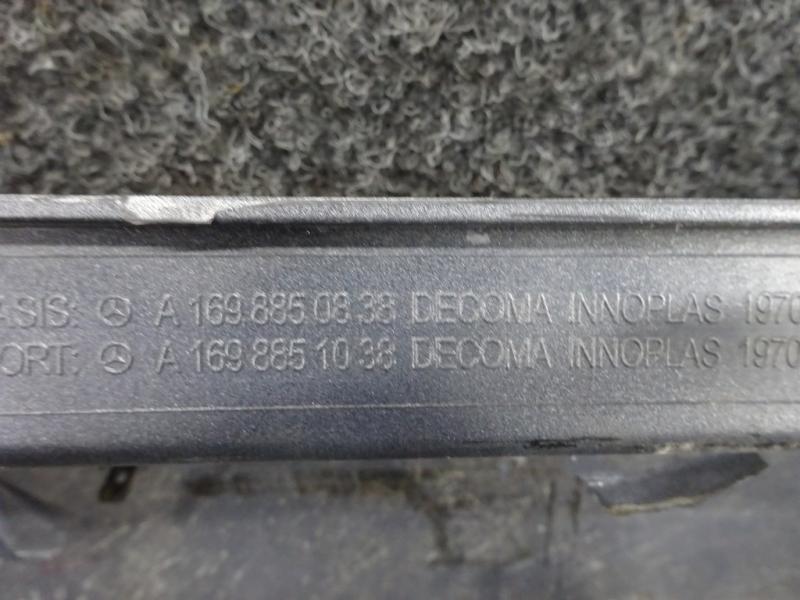 ASIS: A 169 885 08 38 DECOMA INNOPLAS 1970
ORT: A 169 885 10 38 DECOMA INNOPLAS 1970